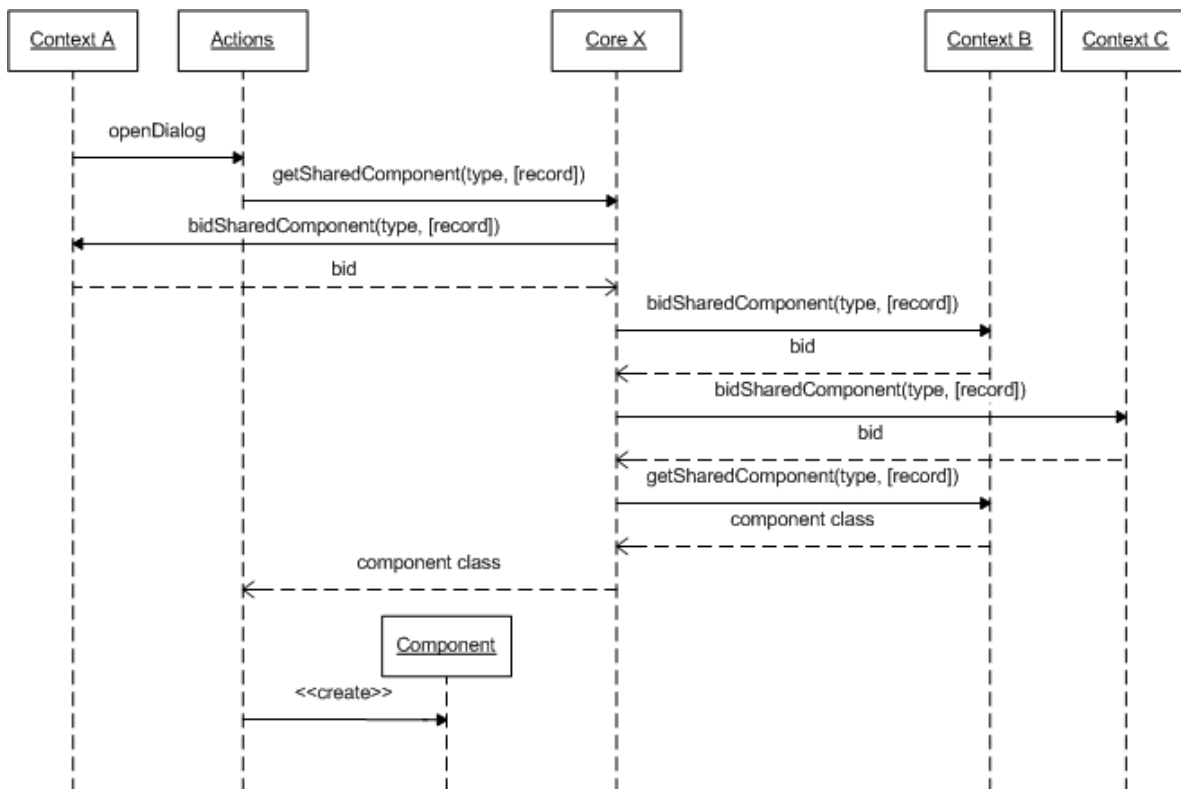 Context A
Actions
Core X
Context B
Context C
openDialog
getSharedComponent(type, [record])
bidSharedComponent(type, [record])
bid
bidSharedComponent(type, [record])
bid
bidSharedComponent(type, [record])
bid
getSharedComponent(type, [record])
component class
component class
Component
<<create>>